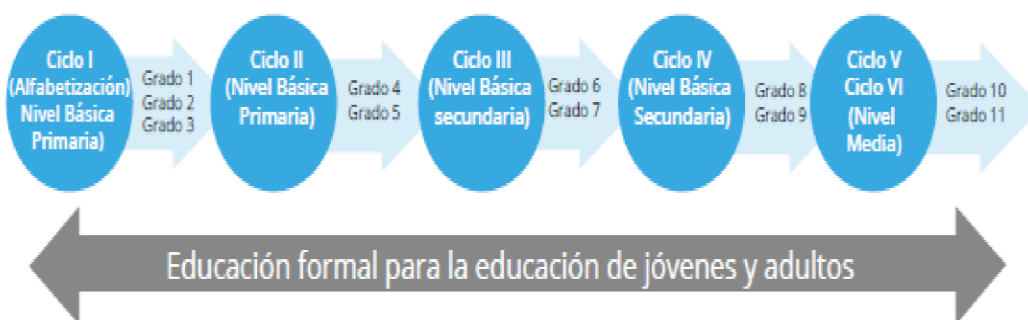 Ciclo I
(Alfabetización)
Nivel Básica
Primaria)
Grado 1
Grado 2
Grado 3
Ciclo II
(Nivel Básica
Primaria)
Grado 4
Grado 5
Ciclo III
(Nivel Básica
secundaria)
Grado 6
Grado 7
Ciclo IV
(Nivel Básica
Secundaria)
Grado 8
Grado 9
Ciclo V
Ciclo VI
(Nivel
Media)
Grado 10
Grado 11
Educación formal para la educación de jóvenes y adultos